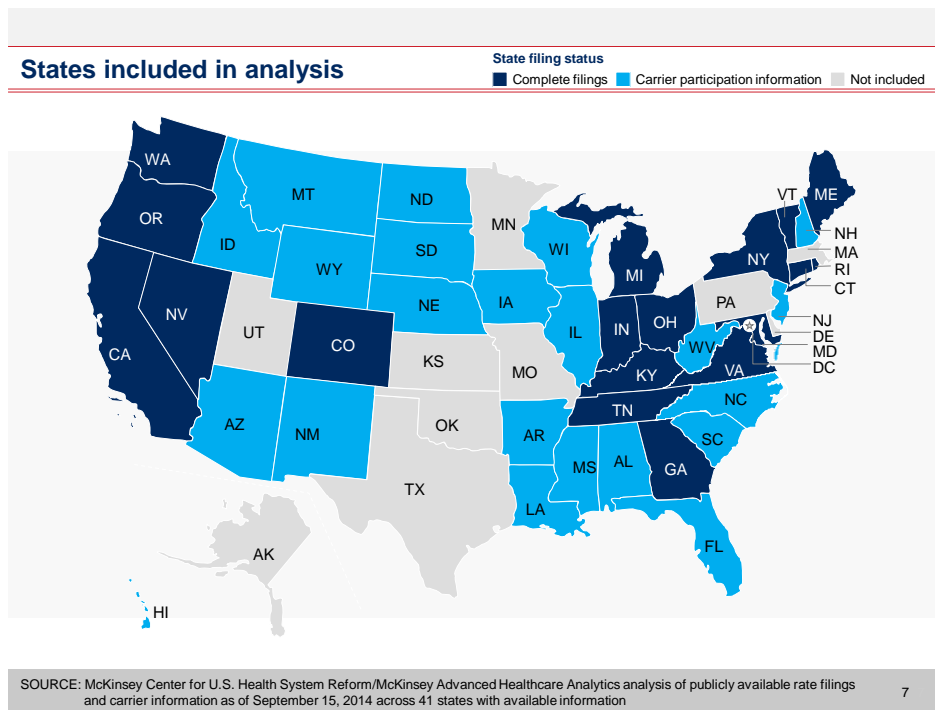 States included in analysis
State filing status
Complete filings
Carrier participation information
Not included
WA
OR
CA
NV
ID
MT
WY
UT
AZ
CO
NM
ND
SD
NE
KS
OK
TX
MN
IA
MO
AR
LA
WI
IL
MS
MI
IN
OH
KY
TN
AL
GA
FL
SC
NC
VA
WV
PA
NY
VT
ME
NH
MA
RI
CT
NJ
DE
MD
DC
AK
HI
SOURCE: McKinsey Center for U.S. Health System Reform/McKinsey Advanced Healthcare Analytics analysis of publicly available rate filings
and carrier information as of September 15, 2014 across 41 states with available information
7